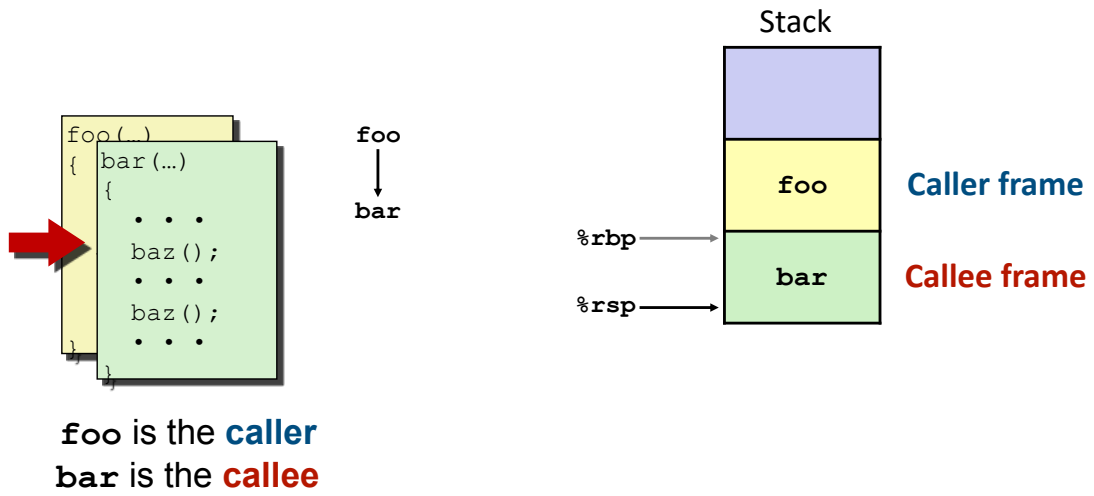 Stack
foo(…)
{
}
bar(…)
{
• • •
baz();
• • •
baz();
• • •
}
foo
bar
foo
Caller frame
%rbp
bar
Callee frame
%rsp
foo is the caller
bar is the callee